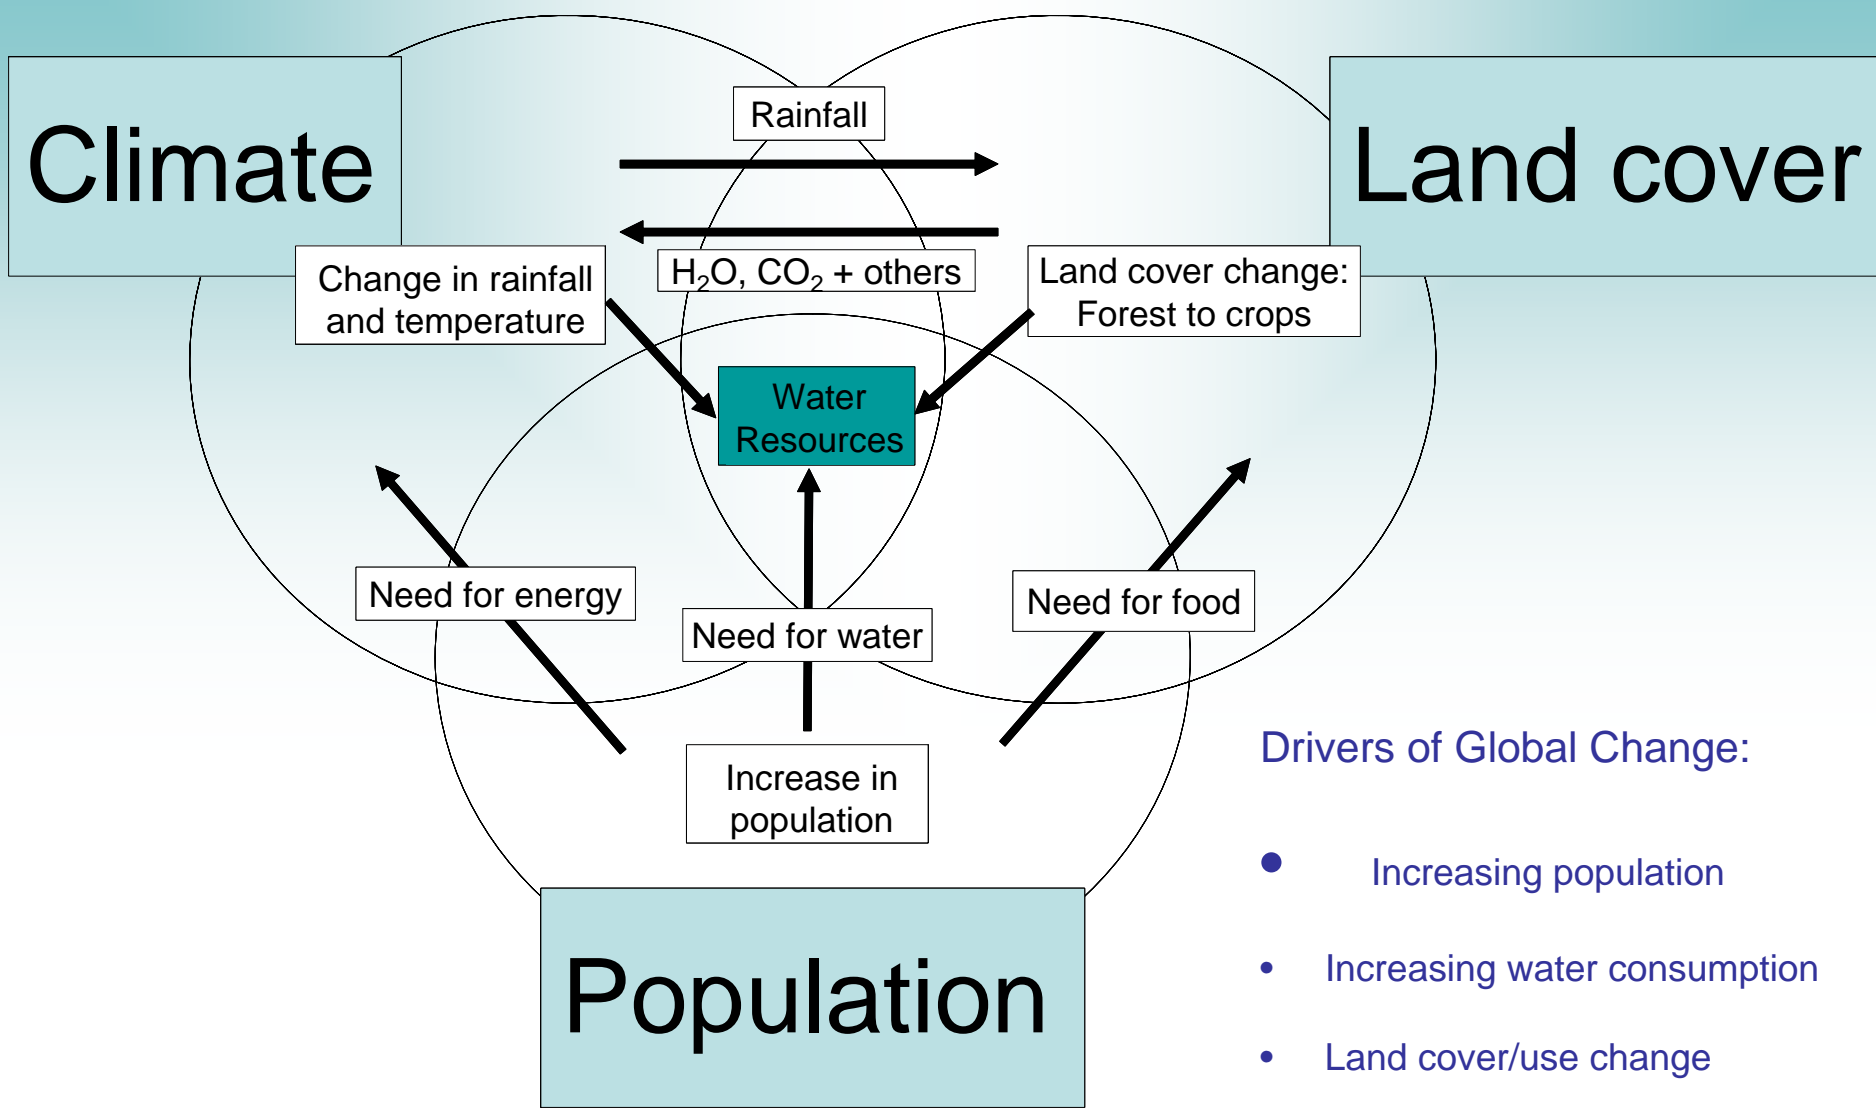 Climate
Rainfall
Land cover
Change in rainfall
and temperature
H₂O, CO₂ + others
Land cover change:
Forest to crops
Water
Resources
Need for energy
Need for water
Need for food
Increase in
population
Population
Drivers of Global Change:
• Increasing population
• Increasing water consumption
• Land cover/use change